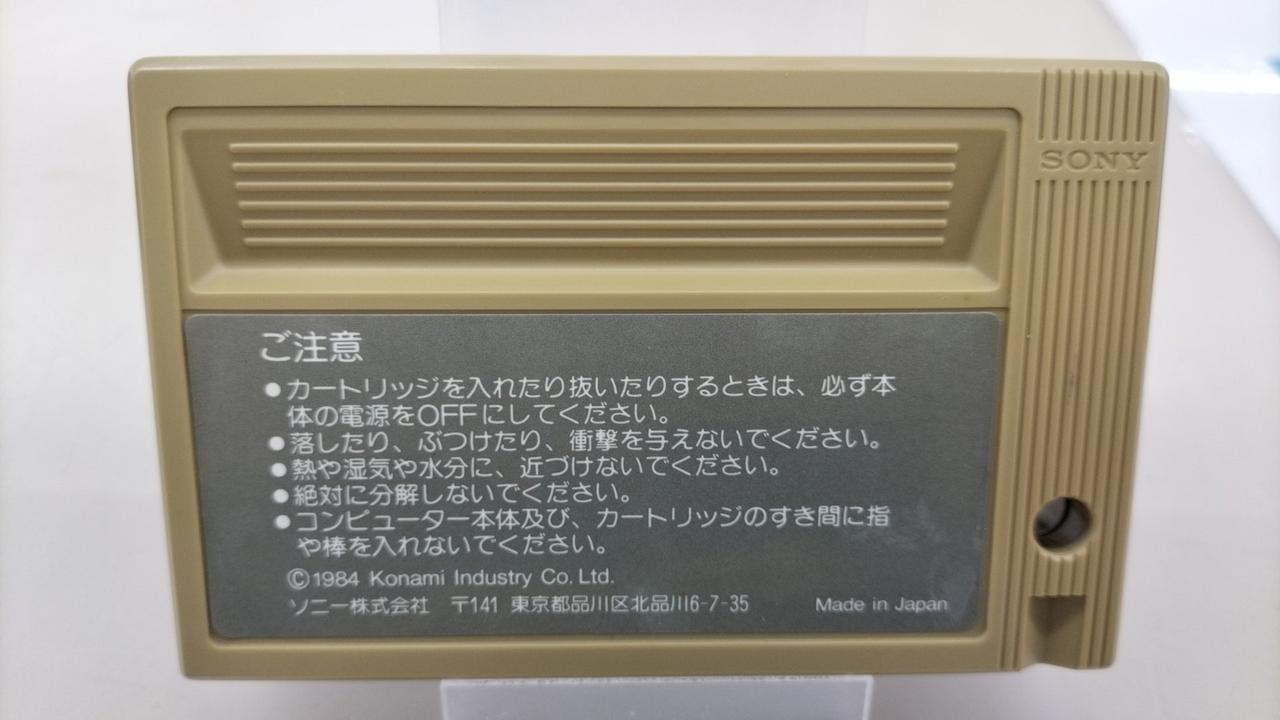 SONY
ご注意
●カートリッジを入れたり抜いたりするときは、必ず本
体の電源をOFFにしてください。
●落したり、ぶつけたり、衝撃を与えないでください。
●熱や湿気や水分に、近づけないでください。
●絶対に分解しないでください。
●コンピューター本体及び、カートリッジのすき間に指
や棒を入れないでください。
©1984 Konami Industry Co. Ltd.
ソニー株式会社 〒141 東京都品川区北品川6-7-35 Made in Japan